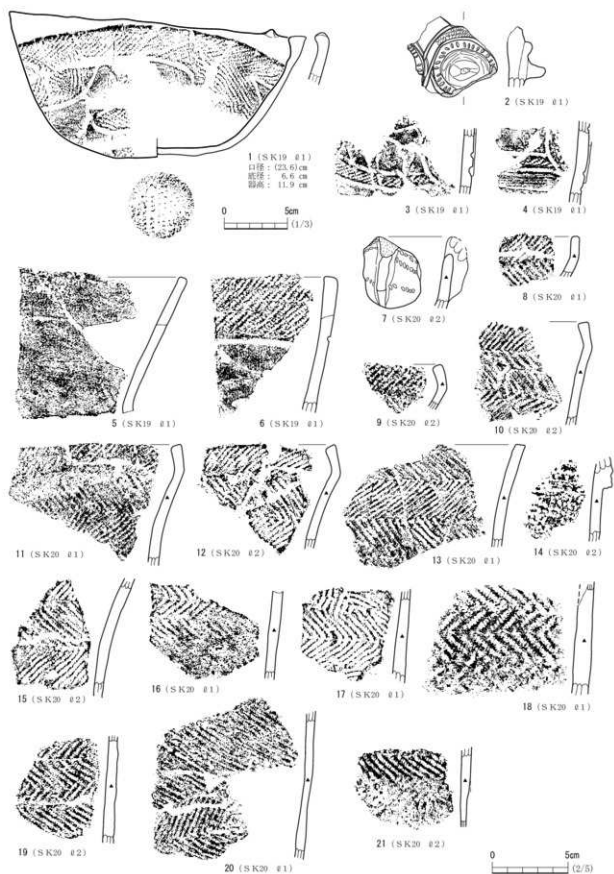 1 (SK19 ℓ1)
口径：(23.6)cm
底径： 6.6 cm
器高： 11.9 cm
0 5cm
(1/3)
2 (SK19 ℓ1)
3 (SK19 ℓ1)
4 (SK19 ℓ1)
5 (SK19 ℓ1)
6 (SK19 ℓ1)
7 (SK20 ℓ2)
8 (SK20 ℓ1)
9 (SK20 ℓ2)
10 (SK20 ℓ2)
11 (SK20 ℓ1)
12 (SK20 ℓ2)
13 (SK20 ℓ1)
14 (SK20 ℓ2)
15 (SK20 ℓ2)
16 (SK20 ℓ1)
17 (SK20 ℓ1)
18 (SK20 ℓ1)
19 (SK20 ℓ2)
20 (SK20 ℓ1)
21 (SK20 ℓ2)
0 5cm
(2/5)